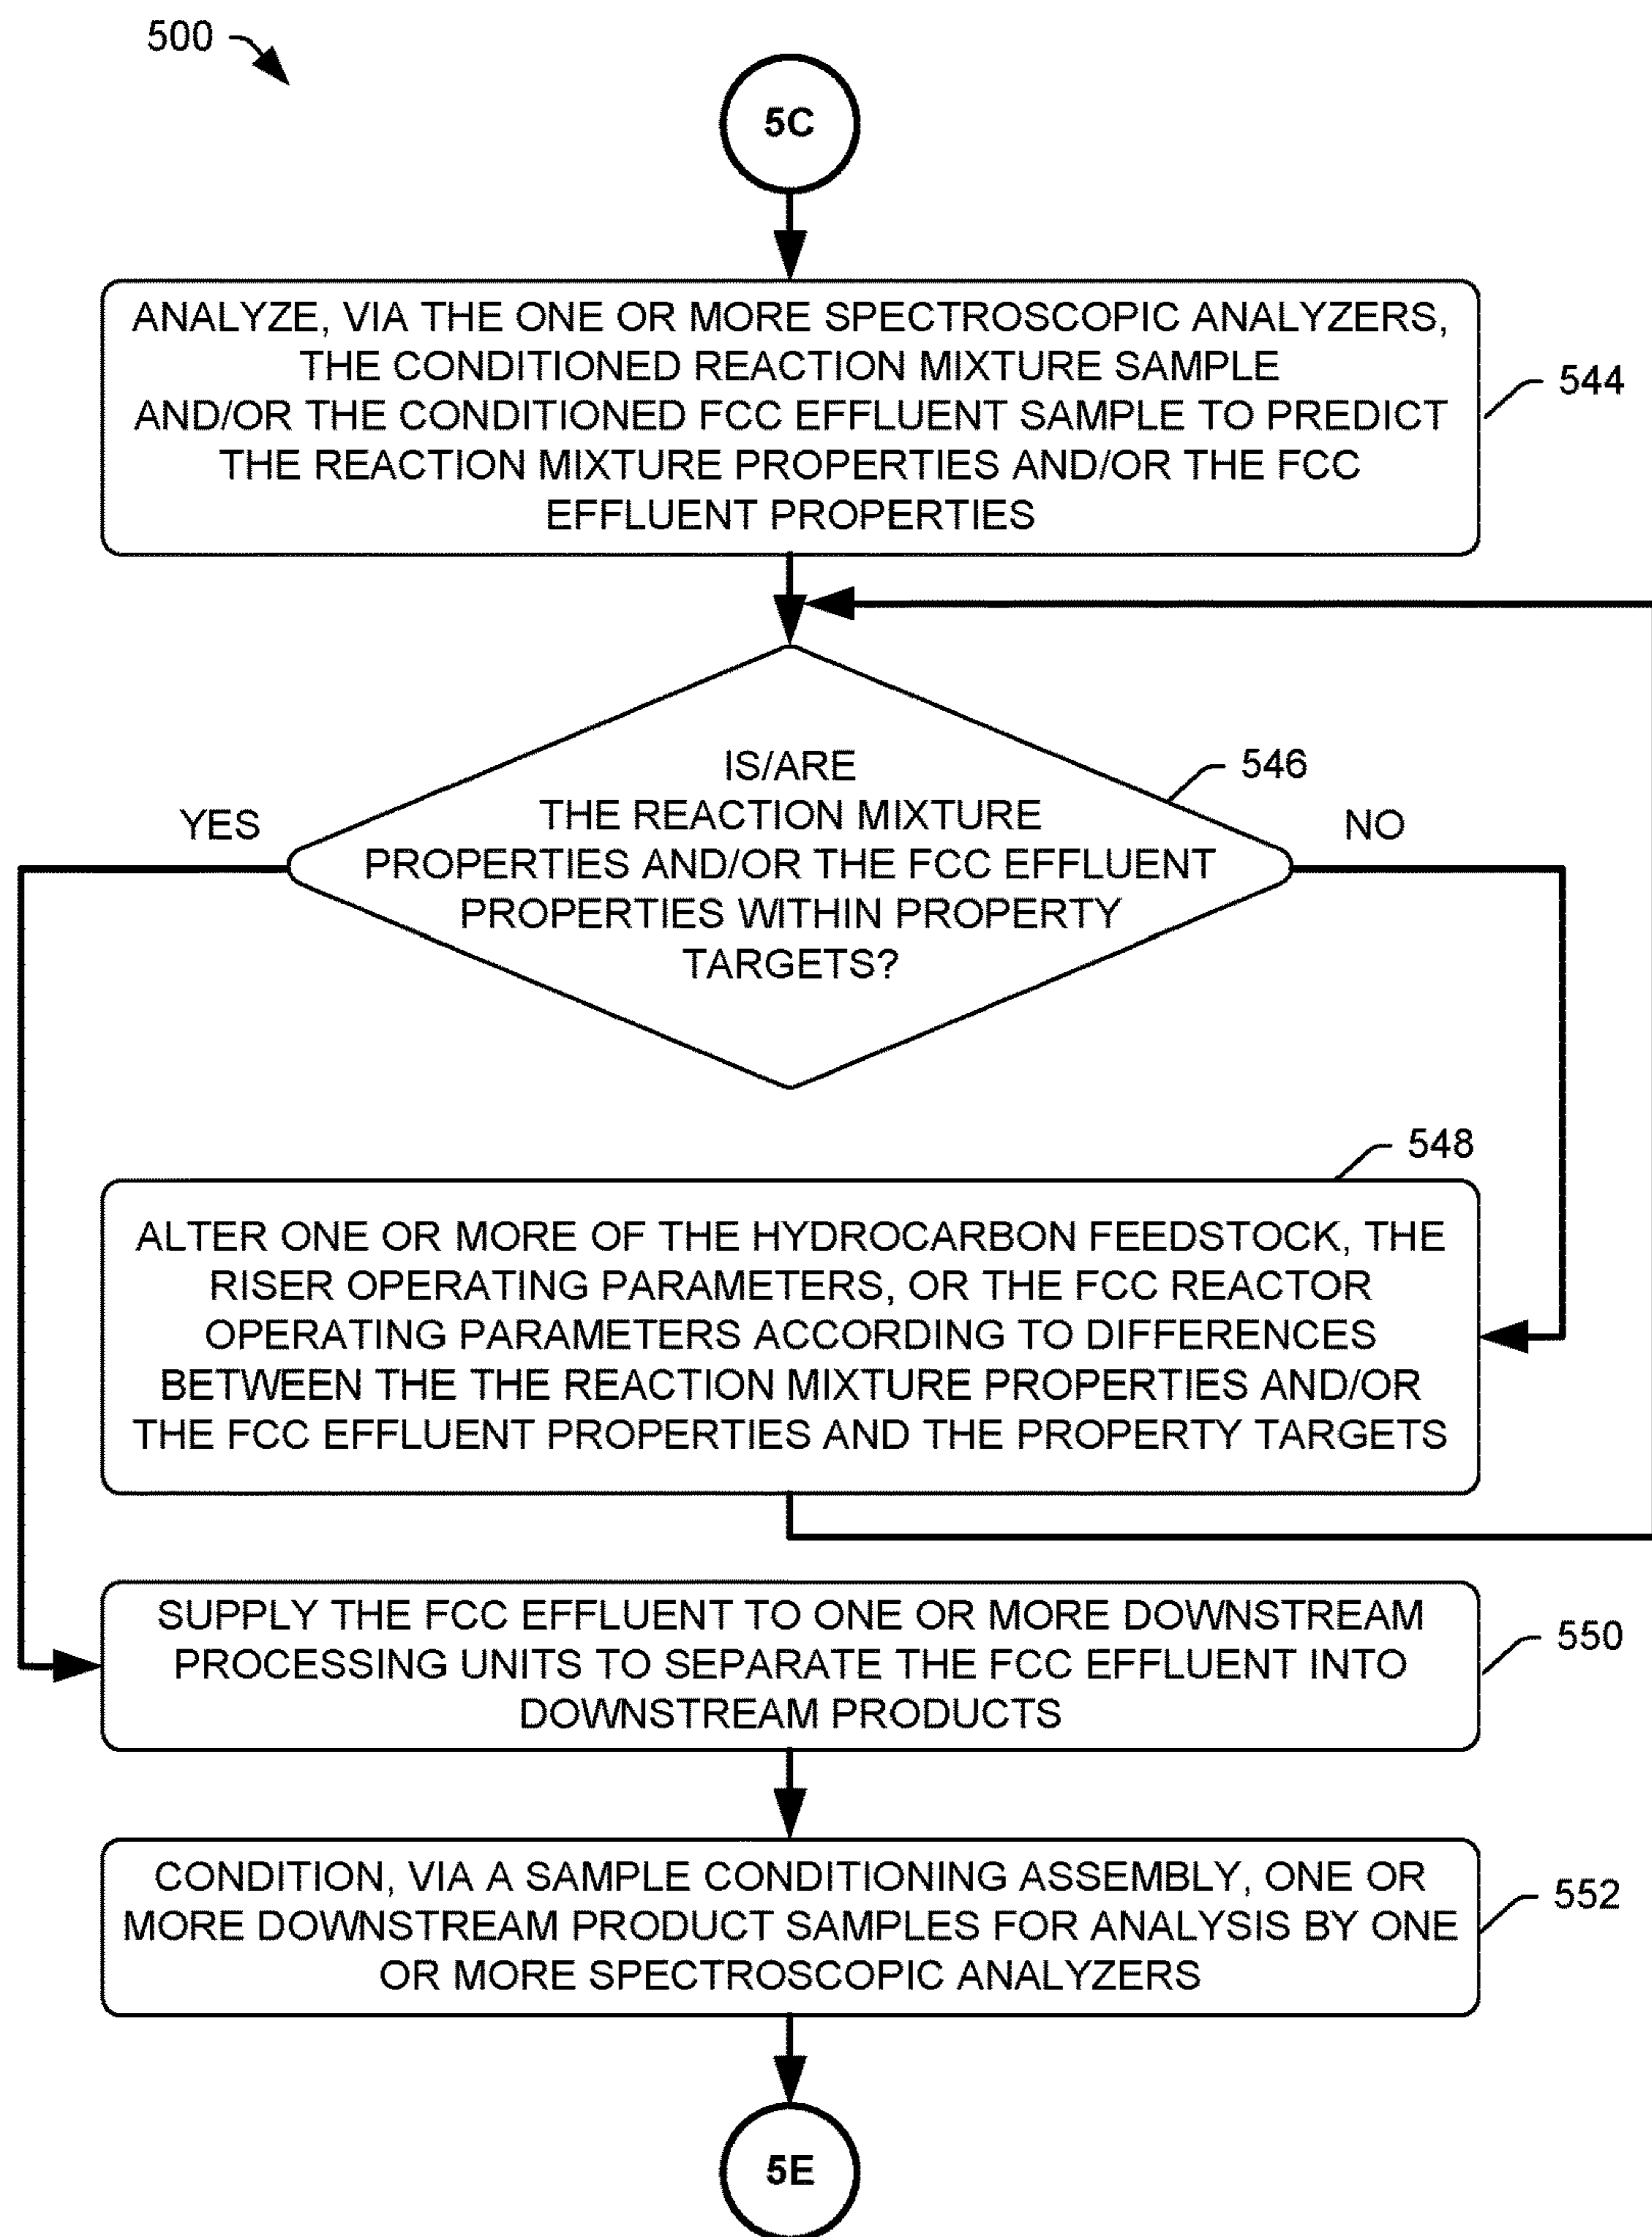 500
5C
ANALYZE, VIA THE ONE OR MORE SPECTROSCOPIC ANALYZERS,
THE CONDITIONED REACTION MIXTURE SAMPLE
AND/OR THE CONDITIONED FCC EFFLUENT SAMPLE TO PREDICT
THE REACTION MIXTURE PROPERTIES AND/OR THE FCC
EFFLUENT PROPERTIES
544
IS/ARE
THE REACTION MIXTURE
PROPERTIES AND/OR THE FCC EFFLUENT
PROPERTIES WITHIN PROPERTY
TARGETS?
546
YES
NO
548
ALTER ONE OR MORE OF THE HYDROCARBON FEEDSTOCK, THE
RISER OPERATING PARAMETERS, OR THE FCC REACTOR
OPERATING PARAMETERS ACCORDING TO DIFFERENCES
BETWEEN THE THE REACTION MIXTURE PROPERTIES AND/OR
THE FCC EFFLUENT PROPERTIES AND THE PROPERTY TARGETS
SUPPLY THE FCC EFFLUENT TO ONE OR MORE DOWNSTREAM
PROCESSING UNITS TO SEPARATE THE FCC EFFLUENT INTO
DOWNSTREAM PRODUCTS
550
CONDITION, VIA A SAMPLE CONDITIONING ASSEMBLY, ONE OR
MORE DOWNSTREAM PRODUCT SAMPLES FOR ANALYSIS BY ONE
OR MORE SPECTROSCOPIC ANALYZERS
552
5E